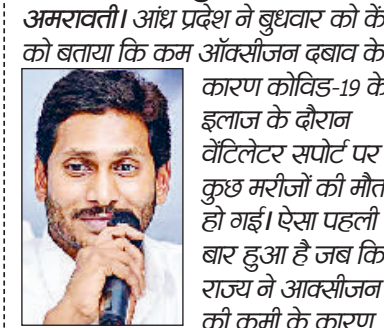 अमरावती। आंध्र प्रदेश ने बुधवार को कें
को बताया कि कम ऑक्सीजन दबाव के
कारण कोविड-19 के
इलाज के दौरान
वेंटिलेटर सपोर्ट पर
कुछ मरीजों की मौत
हो गई। ऐसा पहली
बार हुआ है जब कि
राज्य ने आक्सीजन
की कमी के कारण